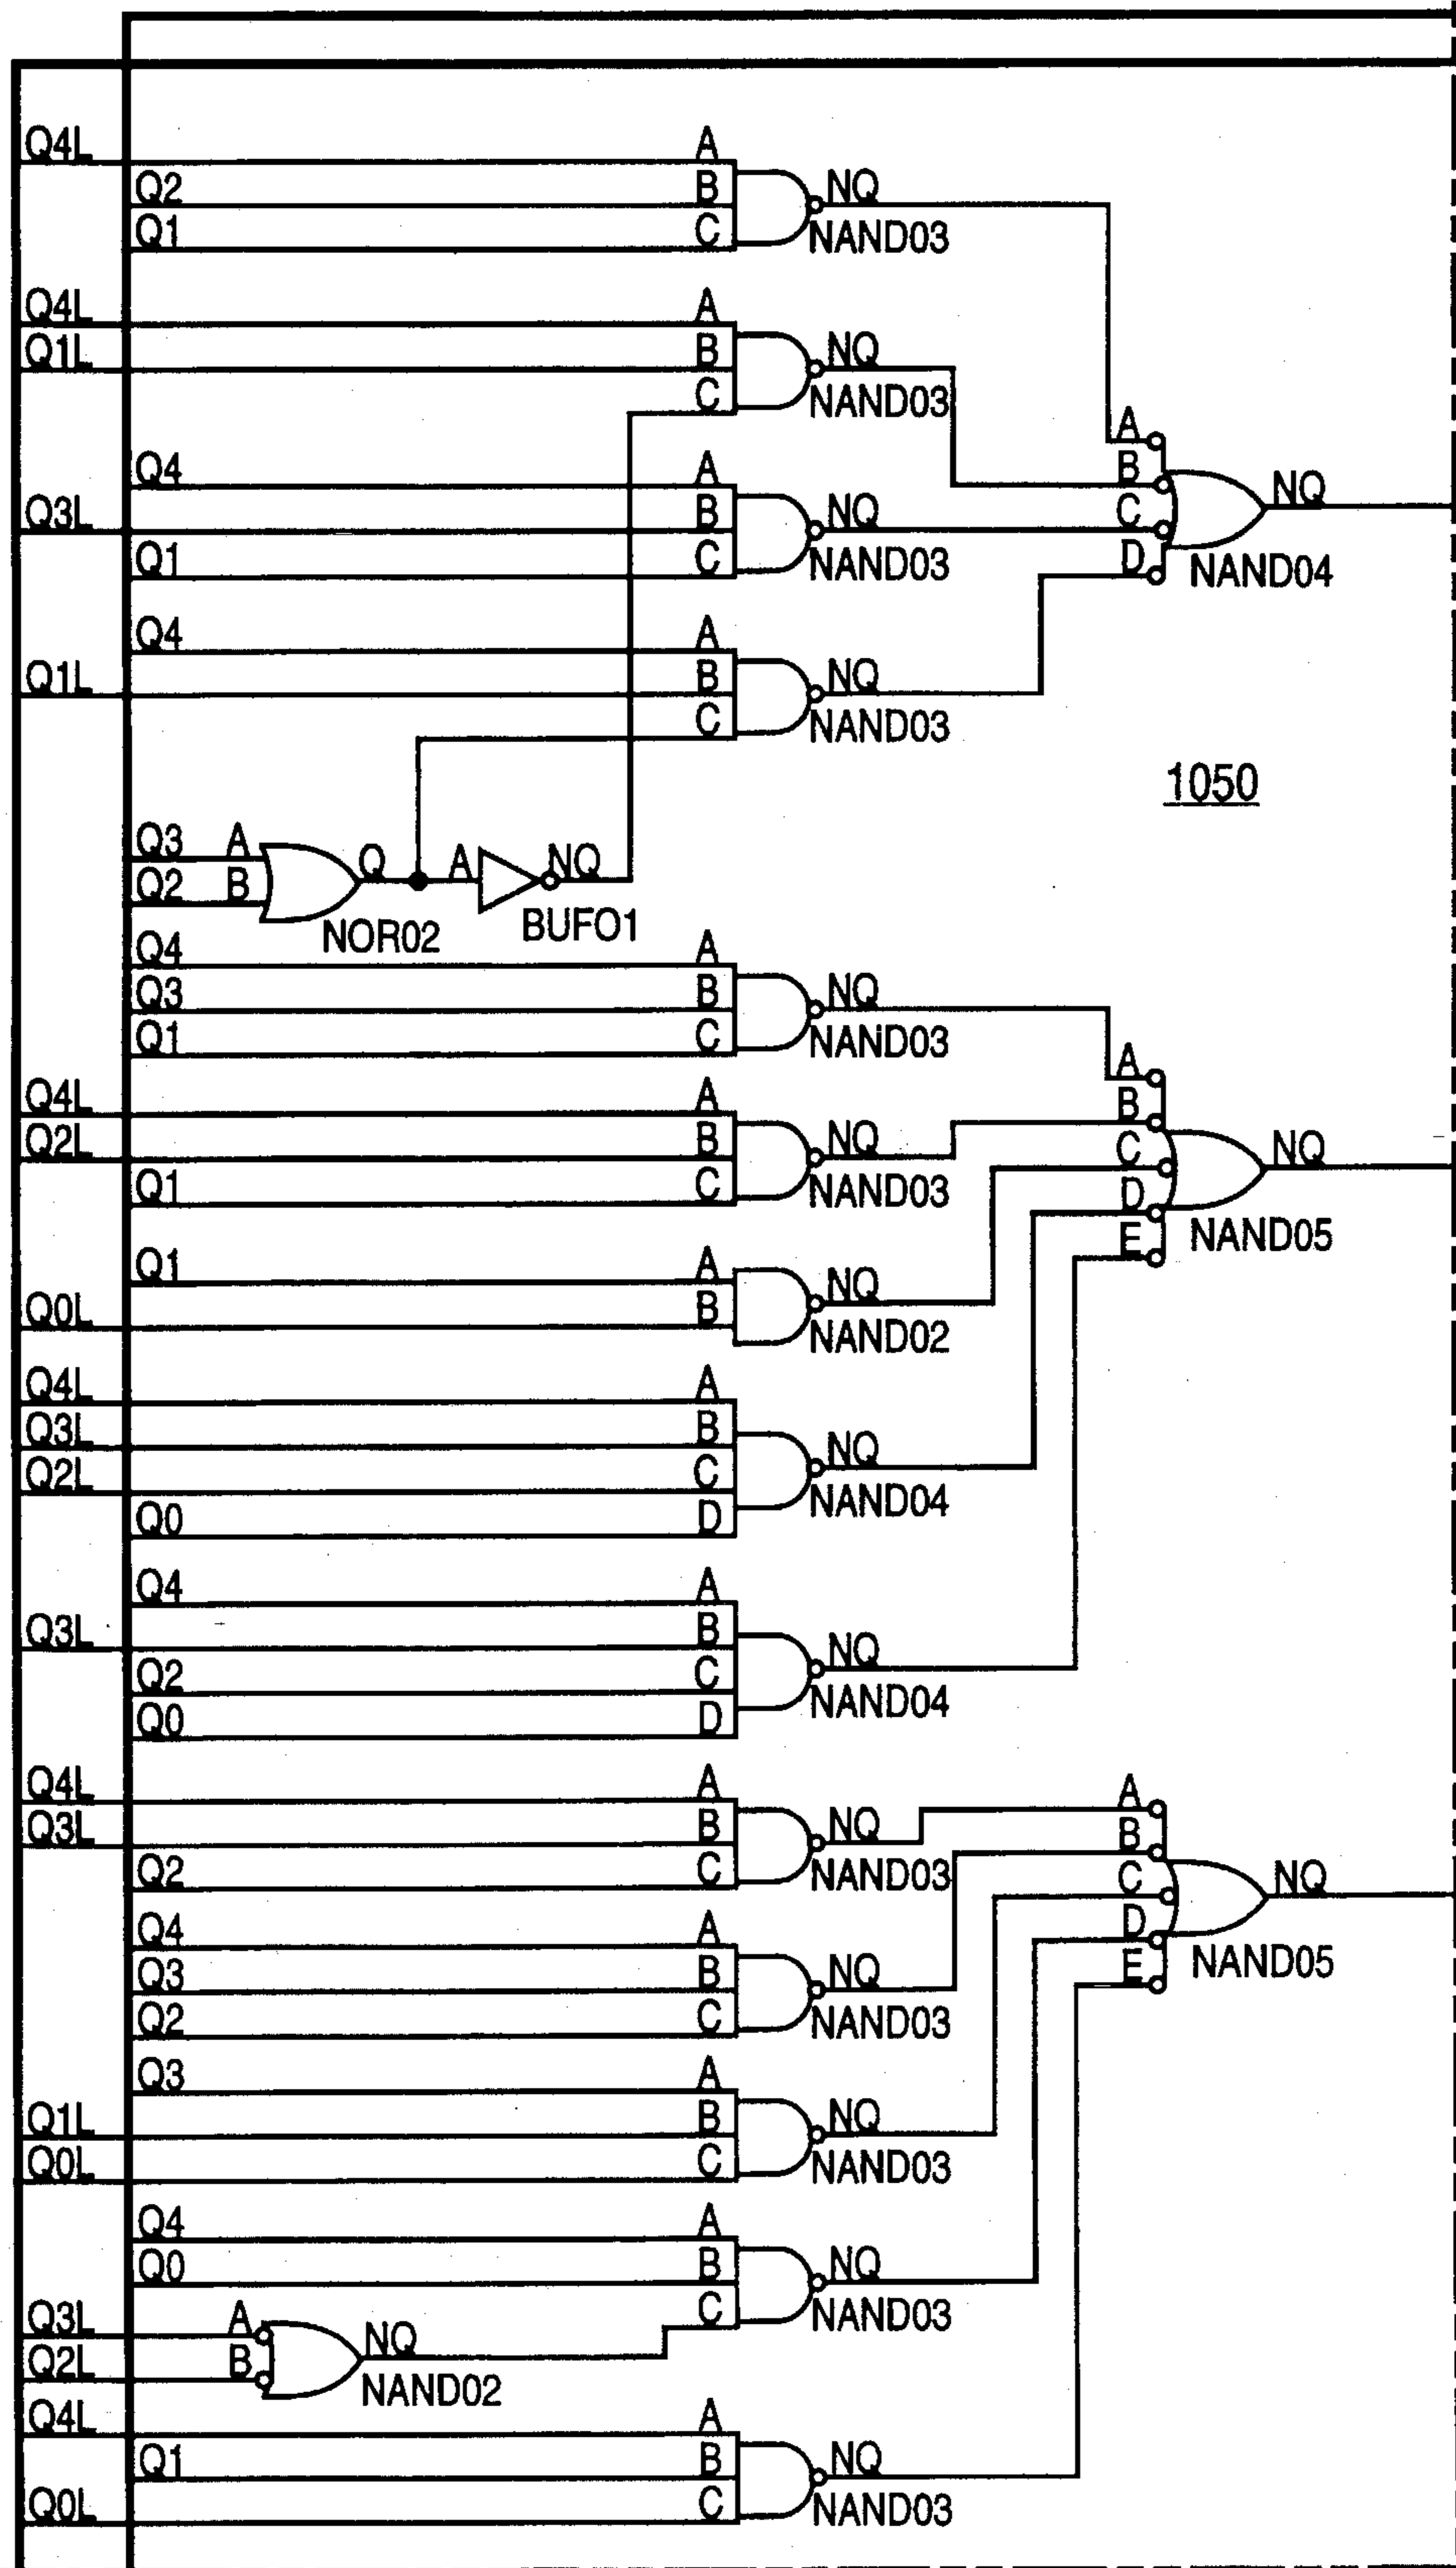 Q4L A
Q2 B NQ
Q1 C NAND03
Q4L A
Q1L B NQ
C NAND03
A
Q4 A B NQ
Q3L B NQ C
Q1 C NAND03 D NAND04
Q4 A
Q1L B NQ
C NAND03
1050
Q3 A Q A NQ
Q2 B
NOR02 BUFO1
Q4 A
Q3 B NQ
Q1 C NAND03
A
Q4L A B
Q2L B NQ C NQ
Q1 C NAND03 D
E NAND05
Q1 A NQ
Q0L B NAND02
Q4L A
Q3L B NQ
Q2L C NAND04
Q0 D
Q4 A
Q3L B NQ
Q2 C NAND04
Q0 D
Q4L A A
Q3L B NQ B
Q2 C NAND03 C NQ
Q4 A D
Q3 B NQ E NAND05
Q2 C NAND03
Q3 A
Q1L B NQ
Q0L C NAND03
Q4 A
Q0 B NQ
C NAND03
Q3L A NQ
Q2L B NAND02
Q4L A
Q1 B NQ
Q0L C NAND03